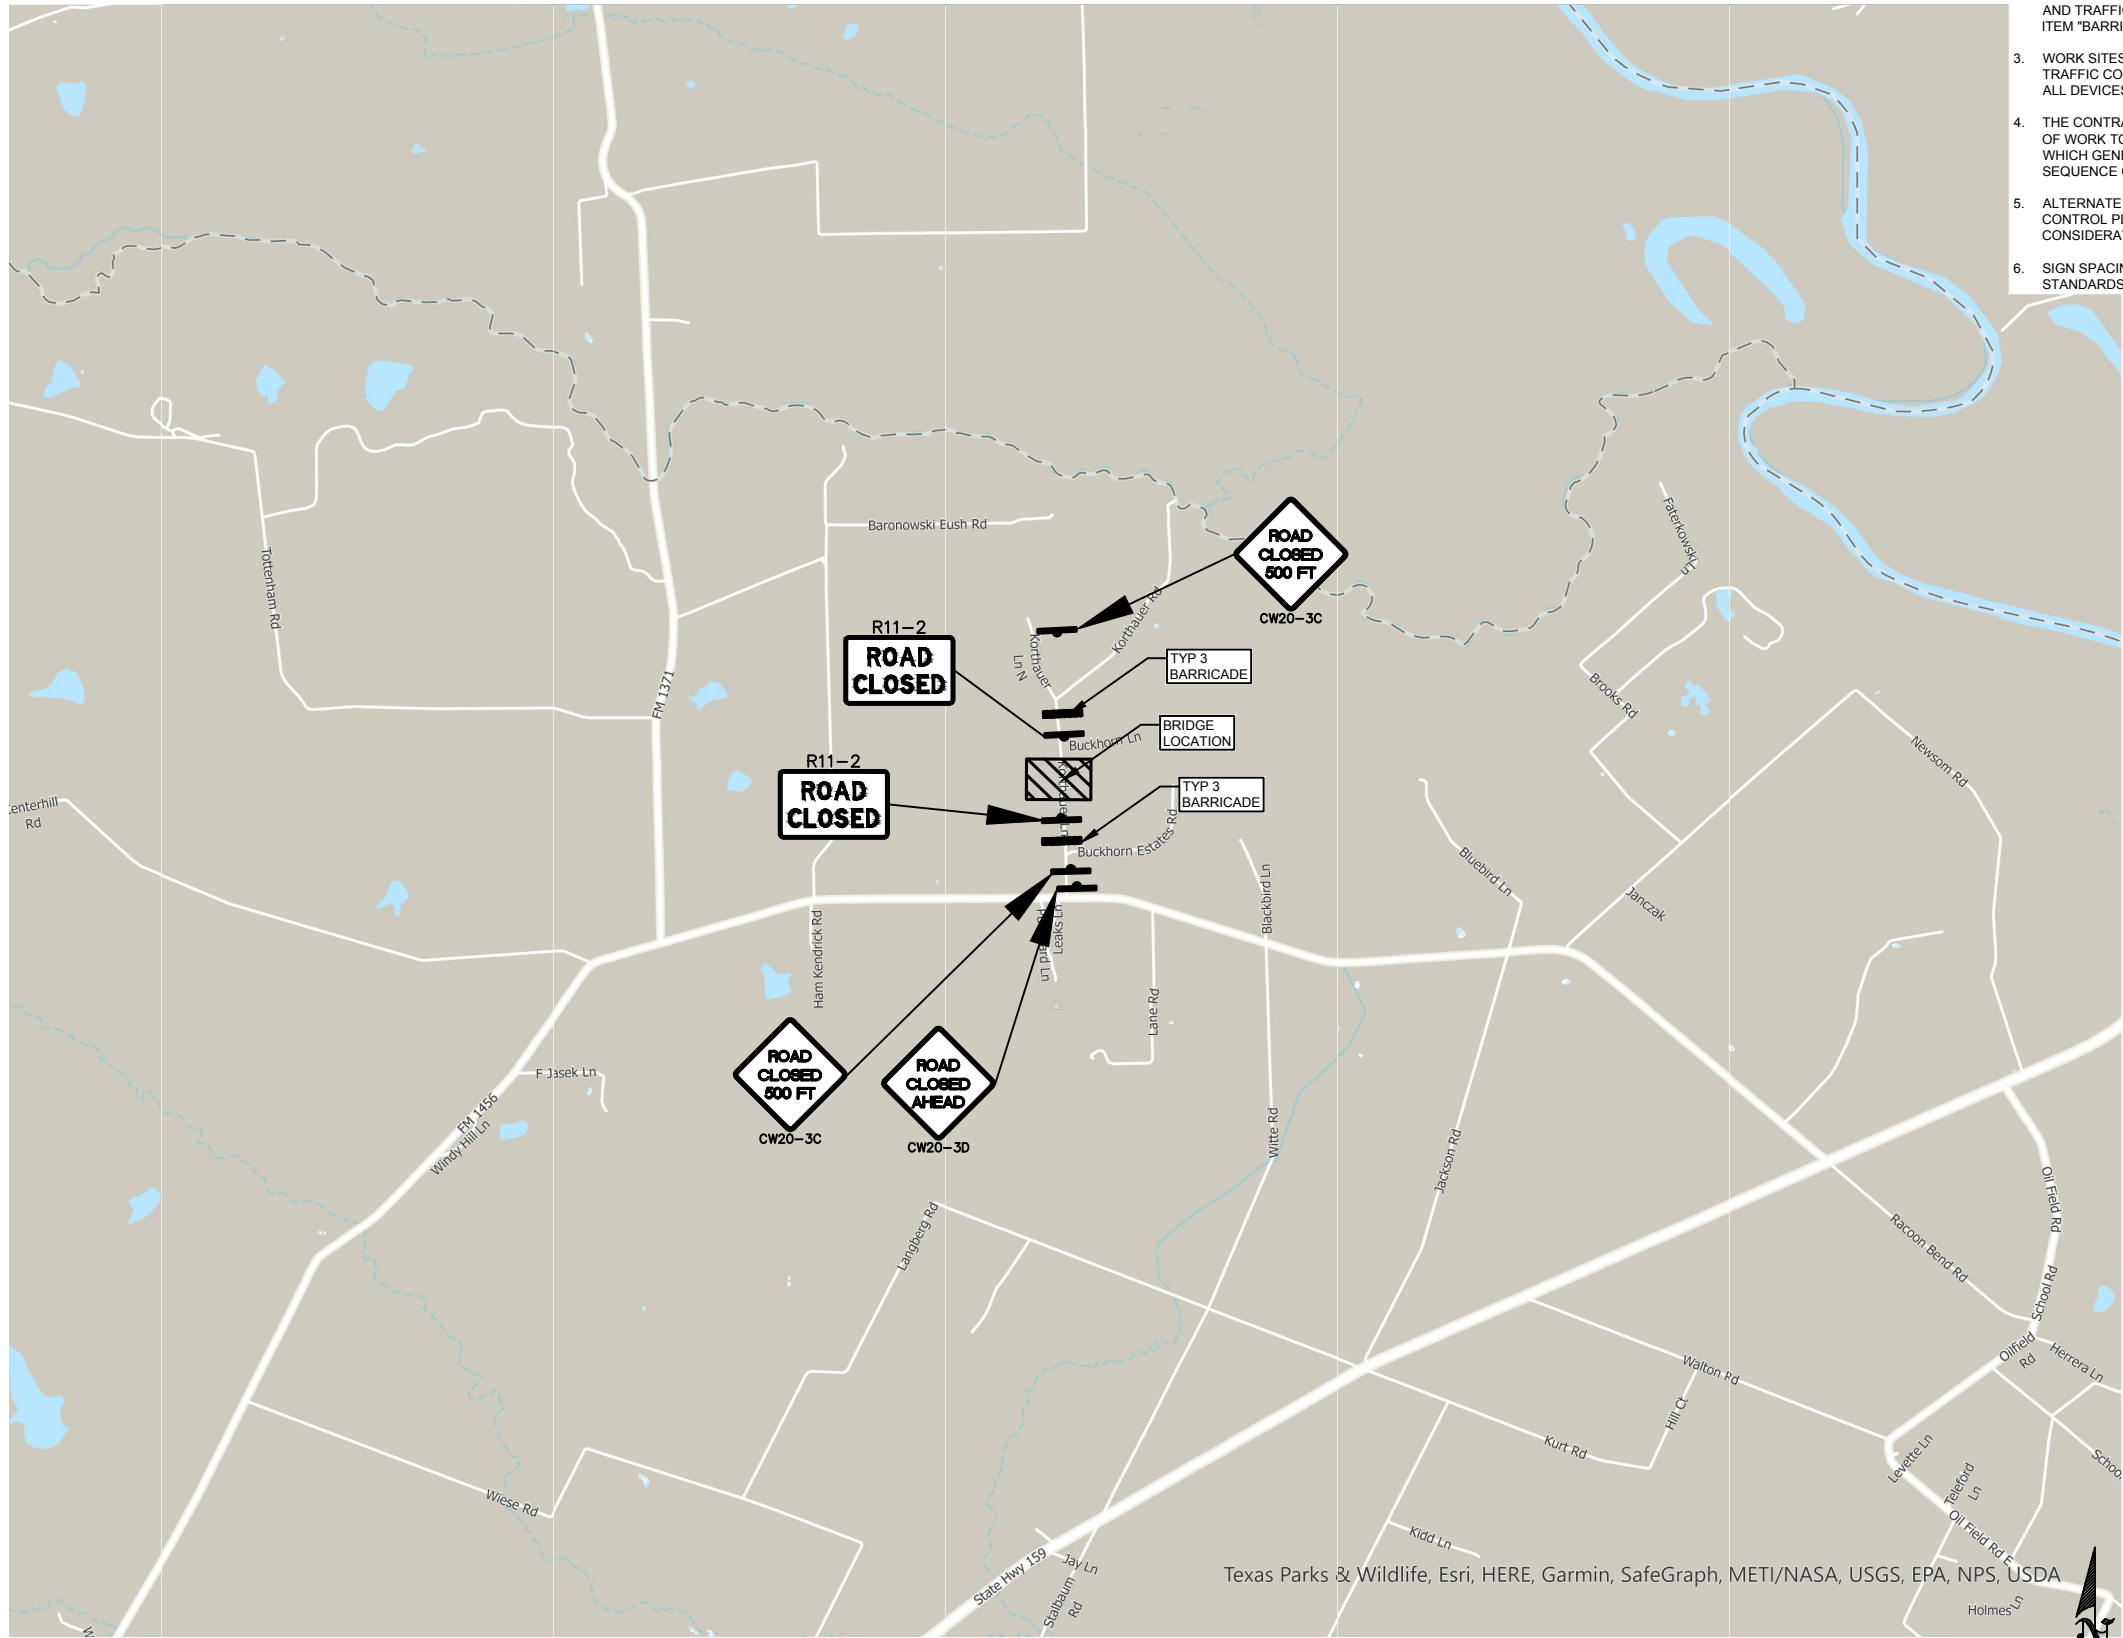 AND TRAFFI
ITEM "BARRI
3. WORK SITES
TRAFFIC CO
ALL DEVICES
4. THE CONTRA
OF WORK TO
WHICH GEN
SEQUENCE
5. ALTERNATE
CONTROL PL
CONSIDERA
6. SIGN SPACIN
STANDARDS
Baronowski Eush Rd
Tottenham Rd
FM 1371
Faterkowski
Ln
ROAD
CLOSED
500 FT
CW20-3C
R11-2
ROAD
CLOSED
Korthauer
Ln N
Korthauer Rd
TYP 3
BARRICADE
BRIDGE
LOCATION
Buckhorn Ln
Korthauer Ln
R11-2
ROAD
CLOSED
TYP 3
BARRICADE
Buckhorn Estates Rd
Brooks Rd
Newsom Rd
Centerhill
Rd
Bluebird Ln
Janczak
Blackbird Ln
Ham Kendrick Rd
Leaks Ln
Lane Rd
ROAD
CLOSED
500 FT
CW20-3C
ROAD
CLOSED
AHEAD
CW20-3D
F Jasek Ln
FM 1456
Windy Hill Ln
Witte Rd
Jackson Rd
Langberg Rd
Oil Field Rd
Racoon Bend Rd
School Rd
Oilfield
Rd
Herrera Ln
Walton Rd
Hill Ct
Kurt Rd
Levette Ln
Schoo
Teleford
Ln
Wiese Rd
Oil Field Rd E
Kidd Ln
State Hwy 159
Jay Ln
Stalbaum
Rd
Texas Parks & Wildlife, Esri, HERE, Garmin, SafeGraph, METI/NASA, USGS, EPA, NPS, USDA
Holmes Ln
W
N